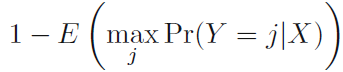 1 − E ( max_j Pr(Y = j|X) )